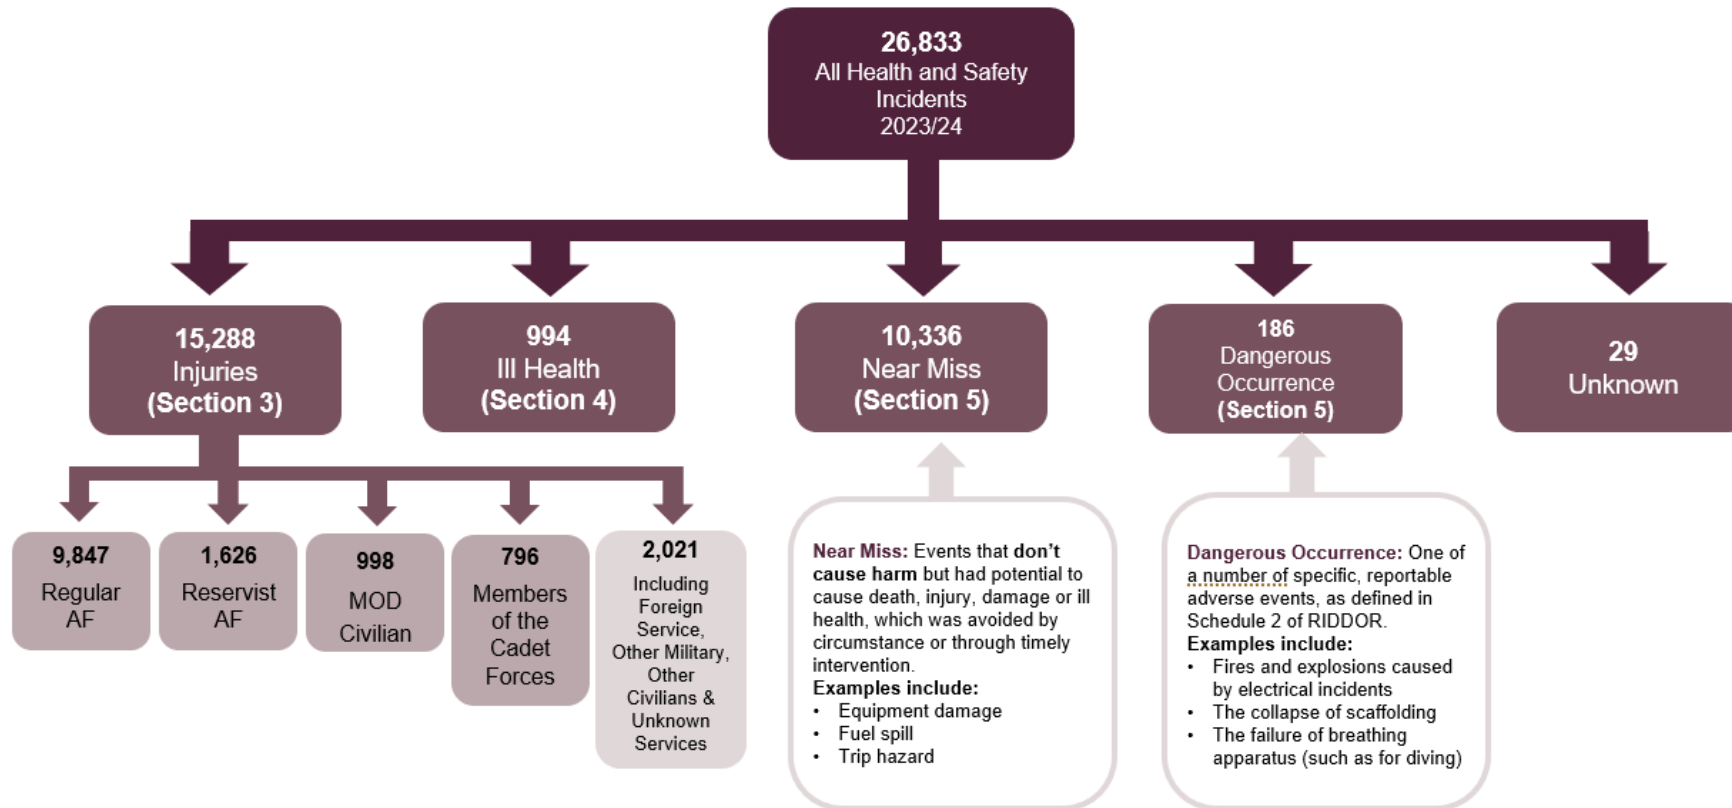 26,833
All Health and Safety
Incidents
2023/24
15,288
Injuries
(Section 3)
994
Ill Health
(Section 4)
10,336
Near Miss
(Section 5)
186
Dangerous
Occurrence
(Section 5)
29
Unknown
9,847
Regular
AF
1,626
Reservist
AF
998
MOD
Civilian
796
Members
of the
Cadet
Forces
2,021
Including
Foreign
Service,
Other Military,
Other
Civilians &
Unknown
Services
Near Miss: Events that don't
cause harm but had potential to
cause death, injury, damage or ill
health, which was avoided by
circumstance or through timely
intervention.
Examples include:
• Equipment damage
• Fuel spill
• Trip hazard
Dangerous Occurrence: One of
a number of specific, reportable
adverse events, as defined in
Schedule 2 of RIDDOR.
Examples include:
• Fires and explosions caused
by electrical incidents
• The collapse of scaffolding
• The failure of breathing
apparatus (such as for diving)